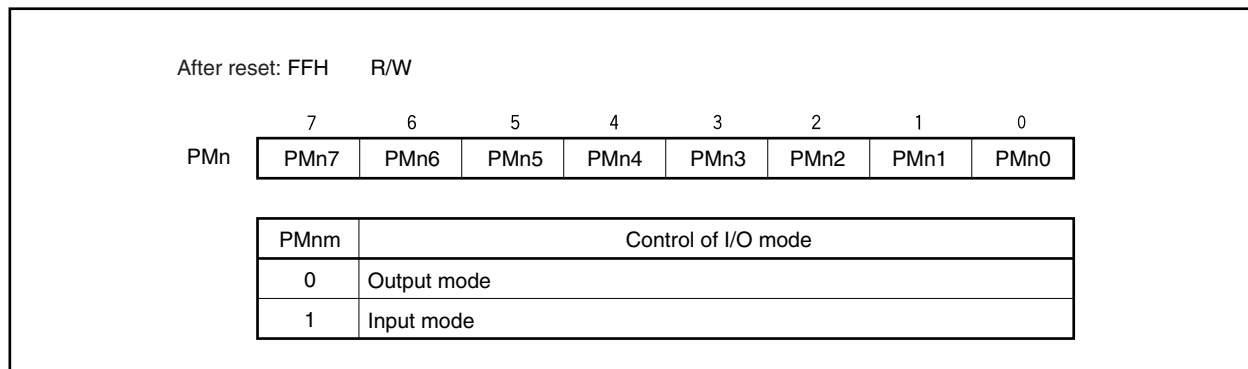 After reset: FFH R/W
7 6 5 4 3 2 1 0
PMn PMn7 PMn6 PMn5 PMn4 PMn3 PMn2 PMn1 PMn0
PMnm Control of I/O mode
0 Output mode
1 Input mode